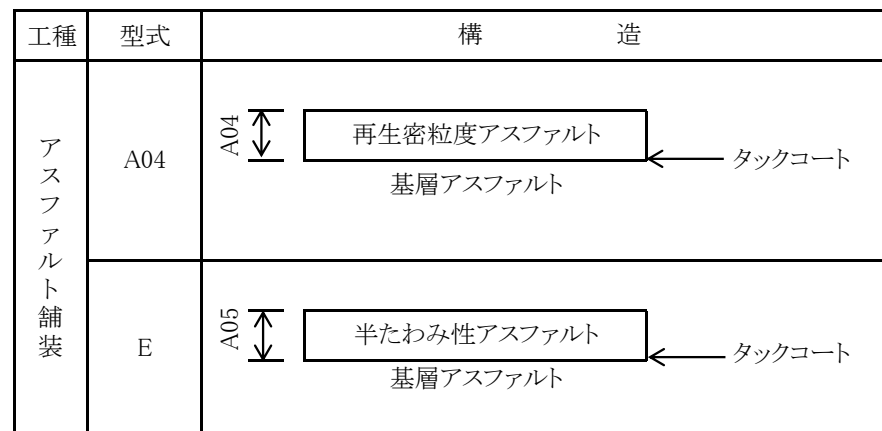 工種 型式 構造
アスファルト舗装
A04
A04
再生密粒度アスファルト
タックコート
基層アスファルト
E
A05
半たわみ性アスファルト
タックコート
基層アスファルト